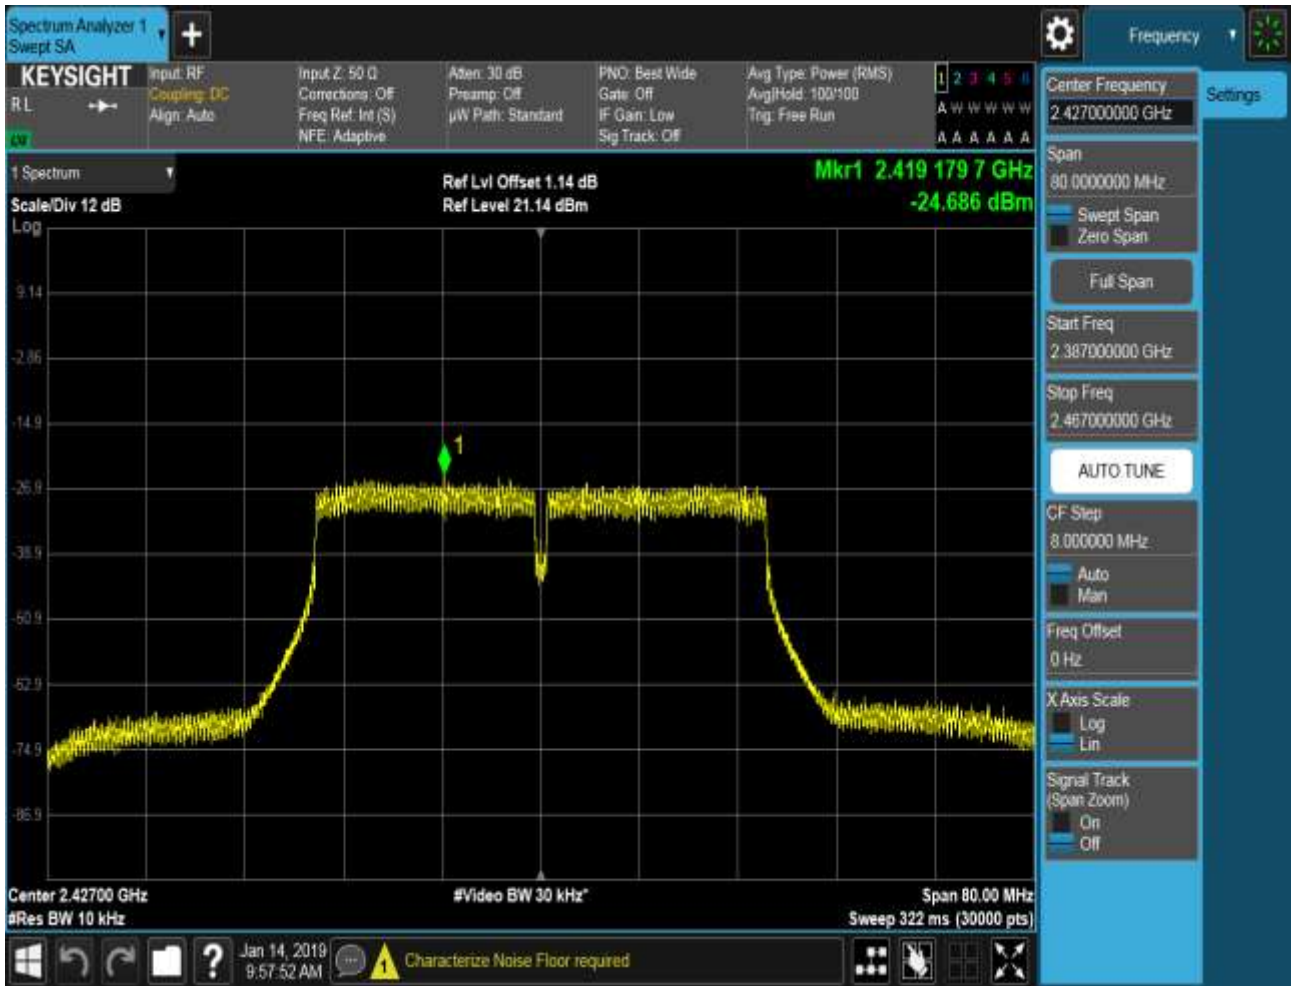 Spectrum Analyzer 1
Swept SA
+
Frequency
KEYSIGHT
Input: RF
Input Z: 50 Ω
Atten: 30 dB
PNO: Best Wide
Avg Type: Power (RMS)
1 2 3 4 5 6
R L
Coupling: DC
Corrections: Off
Preamp: Off
Gate: Off
Avg|Hold: 100/100
A W W W W W
Align: Auto
Freq Ref: Int (S)
µW Path: Standard
IF Gain: Low
Trig: Free Run
NFE: Adaptive
Sig Track: Off
A A A A A A
1 Spectrum
Ref Lvl Offset 1.14 dB
Mkr1 2.419 179 7 GHz
Scale/Div 12 dB
Ref Level 21.14 dBm
-24.686 dBm
Log
9.14
-2.86
-14.9
1
-26.9
-38.9
-50.9
-62.9
-74.9
-86.9
Center 2.42700 GHz
#Video BW 30 kHz*
Span 80.00 MHz
#Res BW 10 kHz
Sweep 322 ms (30000 pts)
Center Frequency
2.427000000 GHz
Settings
Span
80.0000000 MHz
Swept Span
Zero Span
Full Span
Start Freq
2.387000000 GHz
Stop Freq
2.467000000 GHz
AUTO TUNE
CF Step
8.000000 MHz
Auto
Man
Freq Offset
0 Hz
X Axis Scale
Log
Lin
Signal Track
(Span Zoom)
On
Off
?
Jan 14, 2019
9:57:52 AM
1
Characterize Noise Floor required